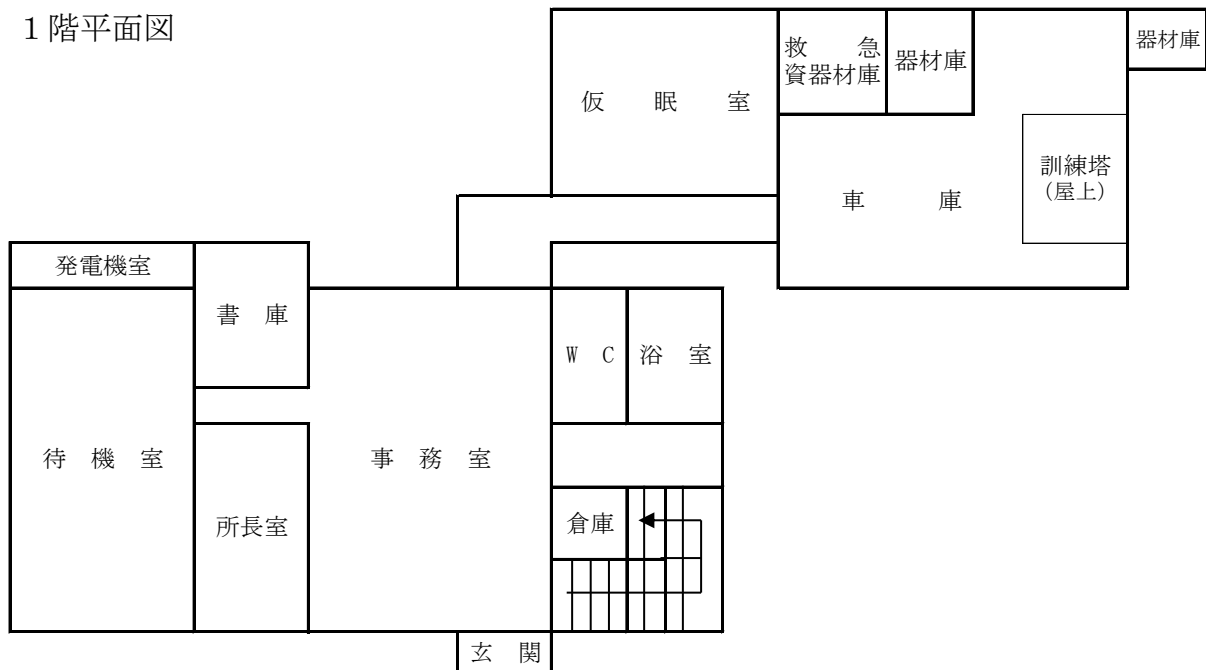 1階平面図
救 急
資器材庫
器材庫
器材庫
仮 眠 室
訓練塔
(屋上)
車 庫
発電機室
書 庫
W C
浴 室
待 機 室
事 務 室
所長室
倉庫
玄 関